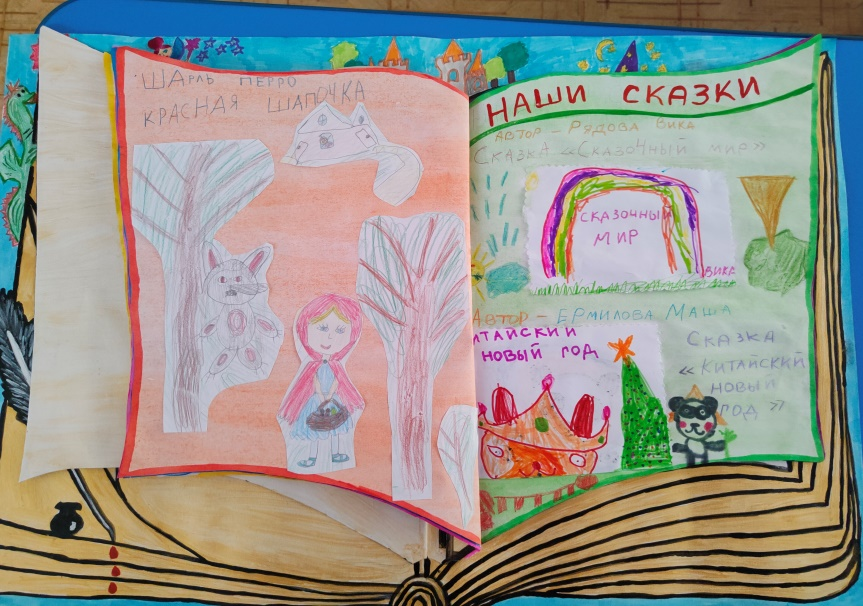 ШАРЛЬ ПЕРРО
КРАСНАЯ ШАПОЧКА
НАШИ СКАЗКИ
АВТОР – РЯДОВА ВИКА
СКАЗКА «СКАЗОЧНЫЙ МИР»
СКАЗОЧНЫЙ
МИР
ВИКА
АВТОР – ЕРМИЛОВА МАША
ИТАЙСКИЙ
НОВЫЙ ГОД
СКАЗКА
«КИТАЙСКИЙ
НОВЫЙ
ГОД»